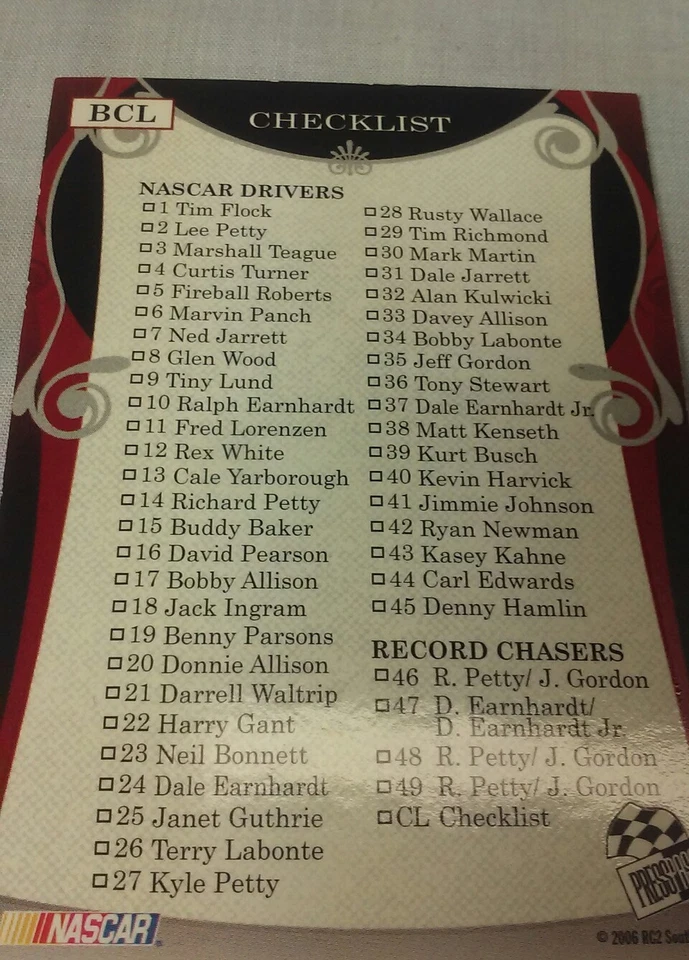 BCL
CHECKLIST
NASCAR DRIVERS
1 Tim Flock
2 Lee Petty
3 Marshall Teague
4 Curtis Turner
5 Fireball Roberts
6 Marvin Panch
7 Ned Jarrett
8 Glen Wood
9 Tiny Lund
10 Ralph Earnhardt
11 Fred Lorenzen
12 Rex White
13 Cale Yarborough
14 Richard Petty
15 Buddy Baker
16 David Pearson
17 Bobby Allison
18 Jack Ingram
19 Benny Parsons
20 Donnie Allison
21 Darrell Waltrip
22 Harry Gant
23 Neil Bonnett
24 Dale Earnhardt
25 Janet Guthrie
26 Terry Labonte
27 Kyle Petty
28 Rusty Wallace
29 Tim Richmond
30 Mark Martin
31 Dale Jarrett
32 Alan Kulwicki
33 Davey Allison
34 Bobby Labonte
35 Jeff Gordon
36 Tony Stewart
37 Dale Earnhardt Jr.
38 Matt Kenseth
39 Kurt Busch
40 Kevin Harvick
41 Jimmie Johnson
42 Ryan Newman
43 Kasey Kahne
44 Carl Edwards
45 Denny Hamlin
RECORD CHASERS
46 R. Petty/ J. Gordon
47 D. Earnhardt/
D. Earnhardt Jr.
48 R. Petty/ J. Gordon
49 R. Petty/ J. Gordon
CL Checklist
NASCAR
© 2006 RC2